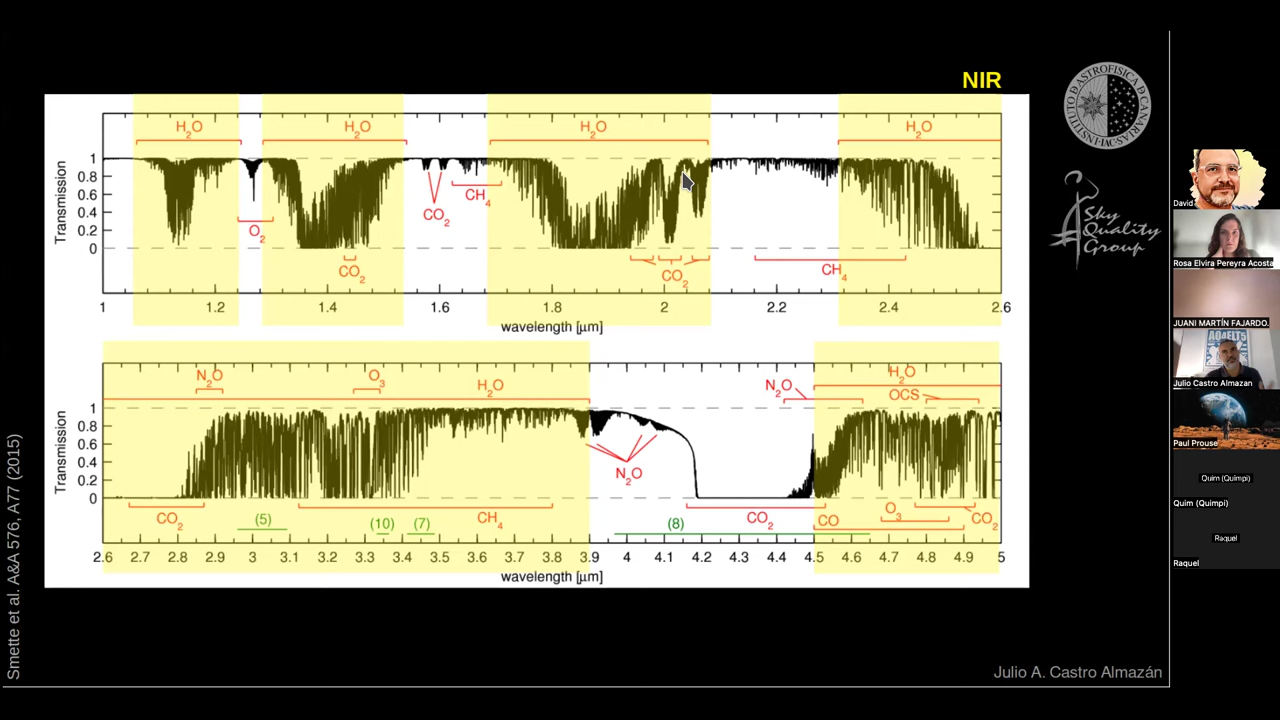 NIR
H2O
H2O
H2O
H2O
Transmission
1
0.8
0.6
0.4
0.2
0
O2
CO2
CO2
CH4
CO2
CH4
1 1.2 1.4 1.6 1.8 2 2.2 2.4 2.6
wavelength [μm]
N2O
O3
H2O
N2O
H2O
OCS
Transmission
1
0.8
0.6
0.4
0.2
0
N2O
CO2
CH4
CO2
CO
O3
CO2
(5)
(10)
(7)
(8)
2.6 2.7 2.8 2.9 3 3.1 3.2 3.3 3.4 3.5 3.6 3.7 3.8 3.9 4 4.1 4.2 4.3 4.4 4.5 4.6 4.7 4.8 4.9 5
wavelength [μm]
Smette et al. A&A 576, A77 (2015)
Julio A. Castro Almazán
INSTITUTO D ASTROFISICA D CANARIAS
Sky
Quality
Group
David
Rosa Elvira Pereyra Acosta
JUANI MARTÍN FAJARDO.
Julio Castro Almazan
Paul Prouse
Quim (Quimpi)
Quim (Quimpi)
Raquel
Raquel